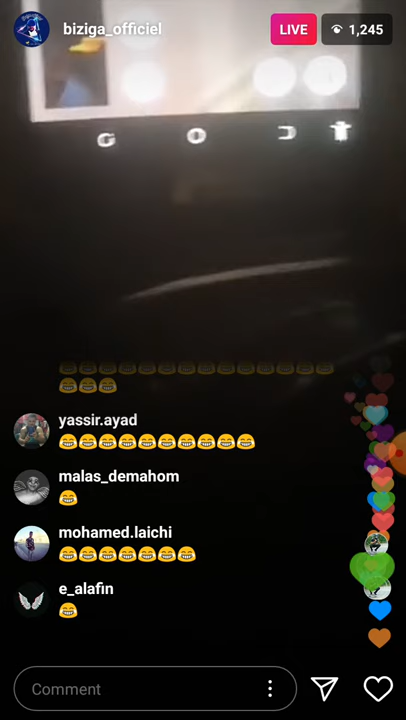 biziga_officiel
LIVE
1,245
yassir.ayad
malas_demahom
mohamed.laichi
e_alafin
Comment